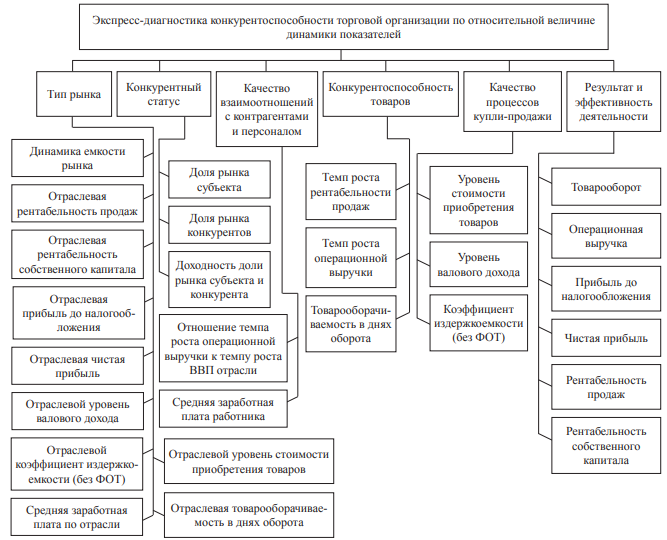 Экспресс-диагностика конкурентоспособности торговой организации по относительной величине
динамики показателей
Тип рынка
Конкурентный
статус
Качество
взаимоотношений
с контрагентами
и персоналом
Конкурентоспособность
товаров
Качество
процессов
купли-продажи
Результат и
эффективность
деятельности
Динамика емкости
рынка
Отраслевая
рентабельность продаж
Отраслевая
рентабельность
собственного капитала
Отраслевая
прибыль до налогооб-
ложения
Отраслевая чистая
прибыль
Отраслевой уровень
валового дохода
Отраслевой
коэффициент издержко-
емкости (без ФОТ)
Средняя заработная
плата по отрасли
Отраслевой уровень стоимости
приобретения товаров
Отраслевая товарооборачивае-
мость в днях оборота
Доля рынка
субъекта
Доля рынка
конкурентов
Доходность доли
рынка субъекта и
конкурента
Отношение темпа
роста операционной
выручки к темпу роста
ВВП отрасли
Средняя заработная
плата работника
Темп роста
рентабельности
продаж
Темп роста
операционной
выручки
Товарооборачи-
ваемость в днях
оборота
Уровень
стоимости
приобретения
товаров
Уровень
валового дохода
Коэффициент
издержкоемкости
(без ФОТ)
Товарооборот
Операционная
выручка
Прибыль до
налогообложения
Чистая прибыль
Рентабельность
продаж
Рентабельность
собственного
капитала